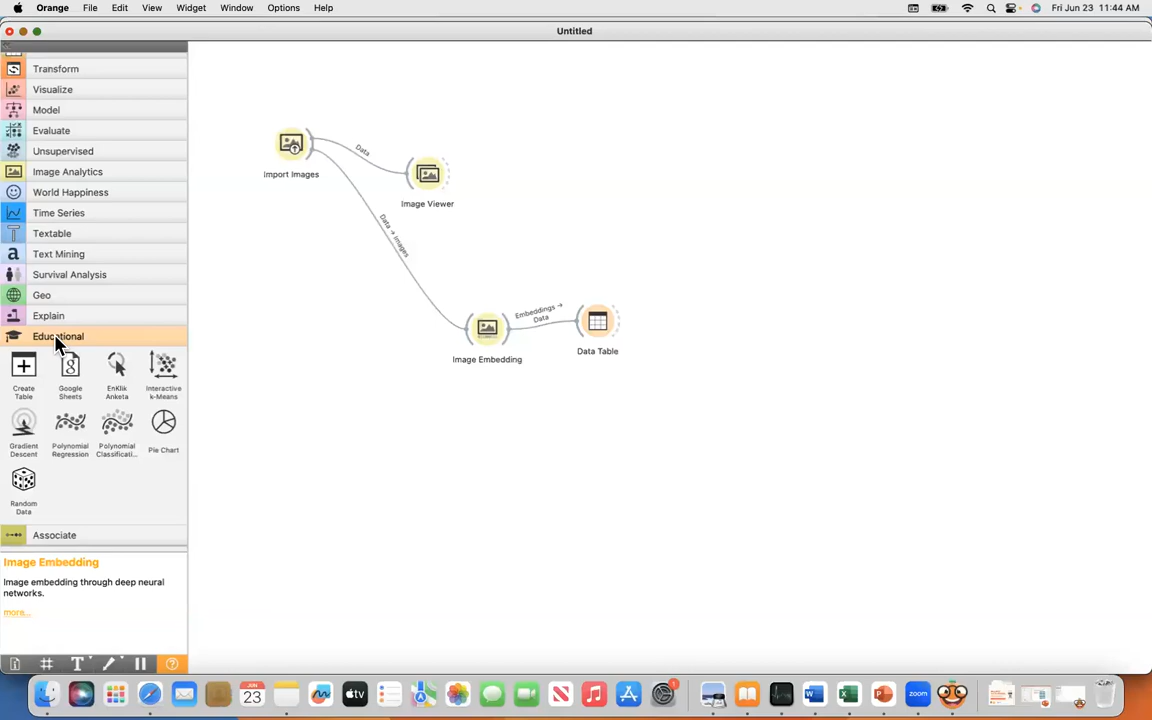 Orange File Edit View Widget Window Options Help Fri Jun 23 11:44 AM
Untitled
Transform
Visualize
Model
Evaluate
Unsupervised
Image Analytics
World Happiness
Time Series
Textable
Text Mining
Survival Analysis
Geo
Explain
Educational
Create Table
Google Sheets
EnKlik Anketa
Interactive k-Means
Gradient Descent
Polynomial Regression
Polynomial Classificati...
Pie Chart
Random Data
Associate
Image Embedding
Image embedding through deep neural
networks.
more...
Import Images
Data
Image Viewer
Data → Images
Image Embedding
Embeddings →
Data
Data Table
JUN
23
tv
W
X
P
zoom
1